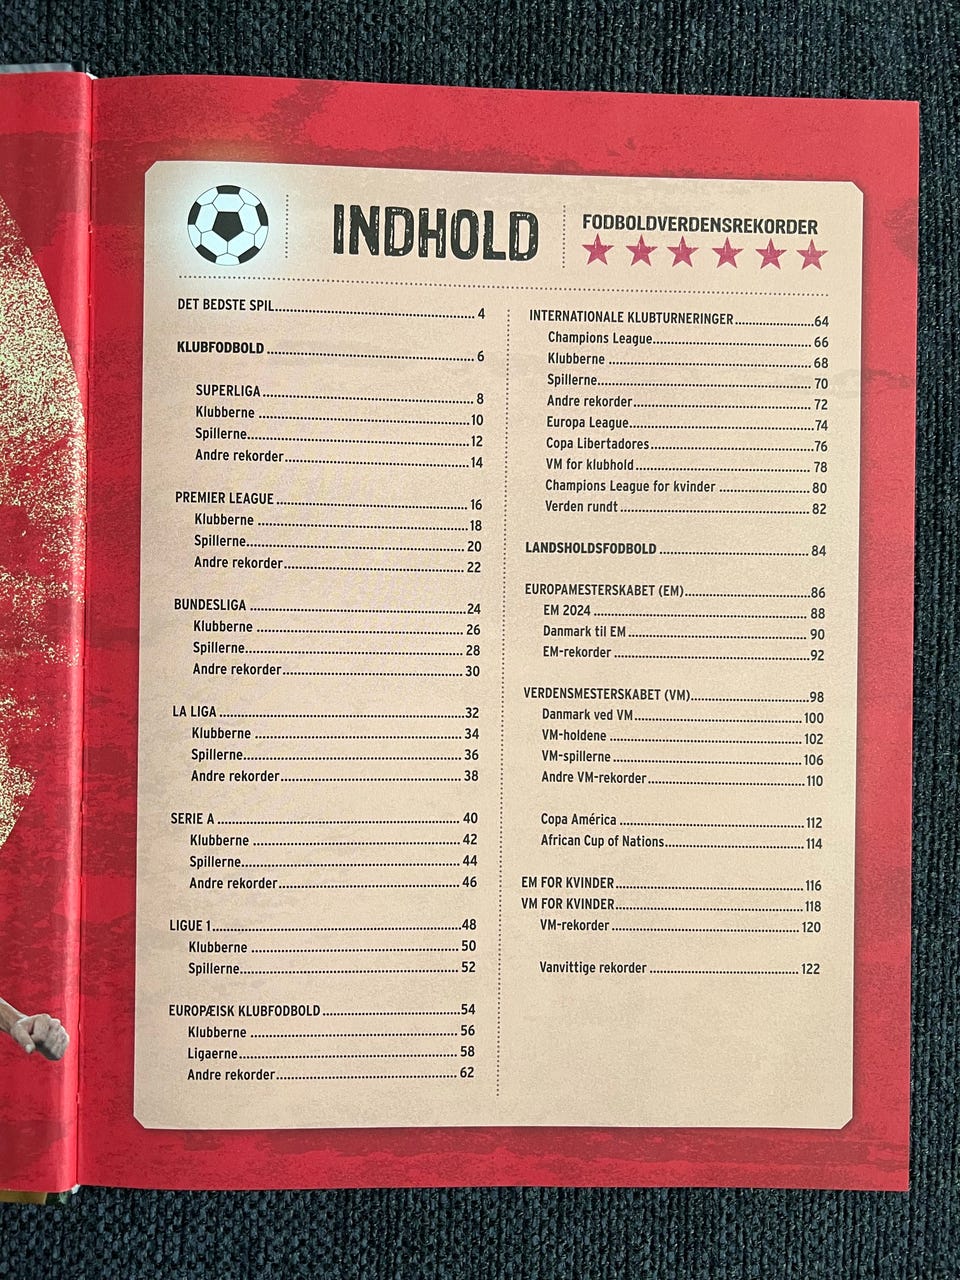 INDHOLD
FODBOLDVERDENSREKORDER
DET BEDSTE SPIL 4
KLUBFODBOLD 6
SUPERLIGA 8
Klubberne 10
Spillerne 12
Andre rekorder 14
PREMIER LEAGUE 16
Klubberne 18
Spillerne 20
Andre rekorder 22
BUNDESLIGA 24
Klubberne 26
Spillerne 28
Andre rekorder 30
LA LIGA 32
Klubberne 34
Spillerne 36
Andre rekorder 38
SERIE A 40
Klubberne 42
Spillerne 44
Andre rekorder 46
LIGUE 1 48
Klubberne 50
Spillerne 52
EUROPÆISK KLUBFODBOLD 54
Klubberne 56
Ligaerne 58
Andre rekorder 62
INTERNATIONALE KLUBTURNERINGER 64
Champions League 66
Klubberne 68
Spillerne 70
Andre rekorder 72
Europa League 74
Copa Libertadores 76
VM for klubhold 78
Champions League for kvinder 80
Verden rundt 82
LANDSHOLDSFODBOLD 84
EUROPAMESTERSKABET (EM) 86
EM 2024 88
Danmark til EM 90
EM-rekorder 92
VERDENSMESTERSKABET (VM) 98
Danmark ved VM 100
VM-holdene 102
VM-spillerne 106
Andre VM-rekorder 110
Copa América 112
African Cup of Nations 114
EM FOR KVINDER 116
VM FOR KVINDER 118
VM-rekorder 120
Vanvittige rekorder 122